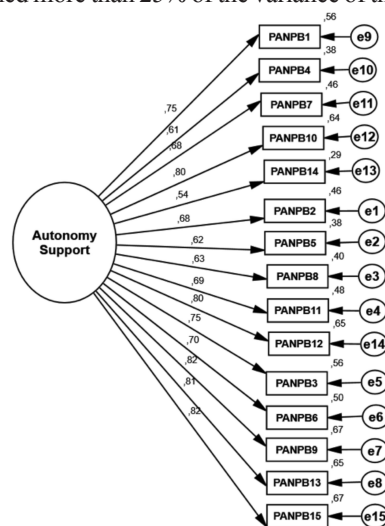 ned more than 25% of the variance of th
,56
PANPB1 e9
,38
PANPB4 e10
,46
PANPB7 e11
,64
PANPB10 e12
,29
PANPB14 e13
,46
PANPB2 e1
,38
PANPB5 e2
,40
PANPB8 e3
,48
PANPB11 e4
,65
PANPB12 e14
,56
PANPB3 e5
,50
PANPB6 e6
,67
PANPB9 e7
,65
PANPB13 e8
,67
PANPB15 e15
,75
,61
,68
,80
,54
,68
,62
,63
,69
,80
,75
,70
,82
,81
,82
Autonomy
Support